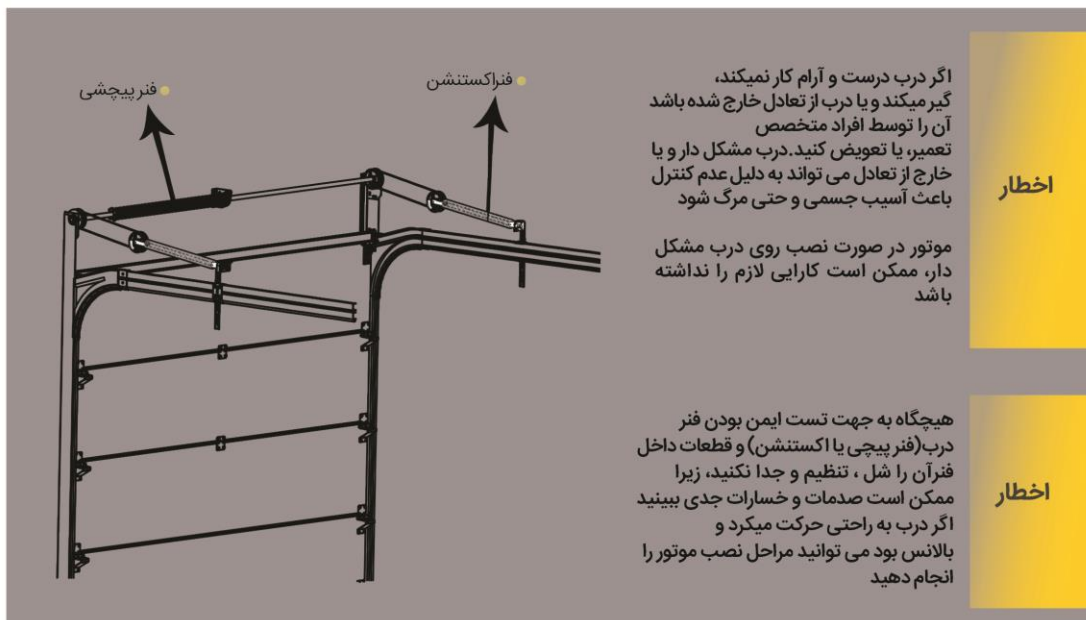 اخطار
اگر درب درست و آرام کار نمیکند،
گیر میکند و یا درب از تعادل خارج شده باشد
آن را توسط افراد متخصص
تعمیر، یا تعویض کنید.درب مشکل دار و یا
خارج از تعادل می تواند به دلیل عدم کنترل
باعث آسیب جسمی و حتی مرگ شود
موتور در صورت نصب روی درب مشکل
دار، ممکن است کارایی لازم را نداشته
باشد
فنراکستنشن
فنر پیچشی
اخطار
هیچگاه به جهت تست ایمن بودن فنر
درب(فنر پیچی یا اکستنشن) و قطعات داخل
فنرآن را شل ، تنظیم و جدا نکنید، زیرا
ممکن است صدمات و خسارات جدی ببینید
اگر درب به راحتی حرکت میکرد و
بالانس بود می توانید مراحل نصب موتور را
انجام دهید